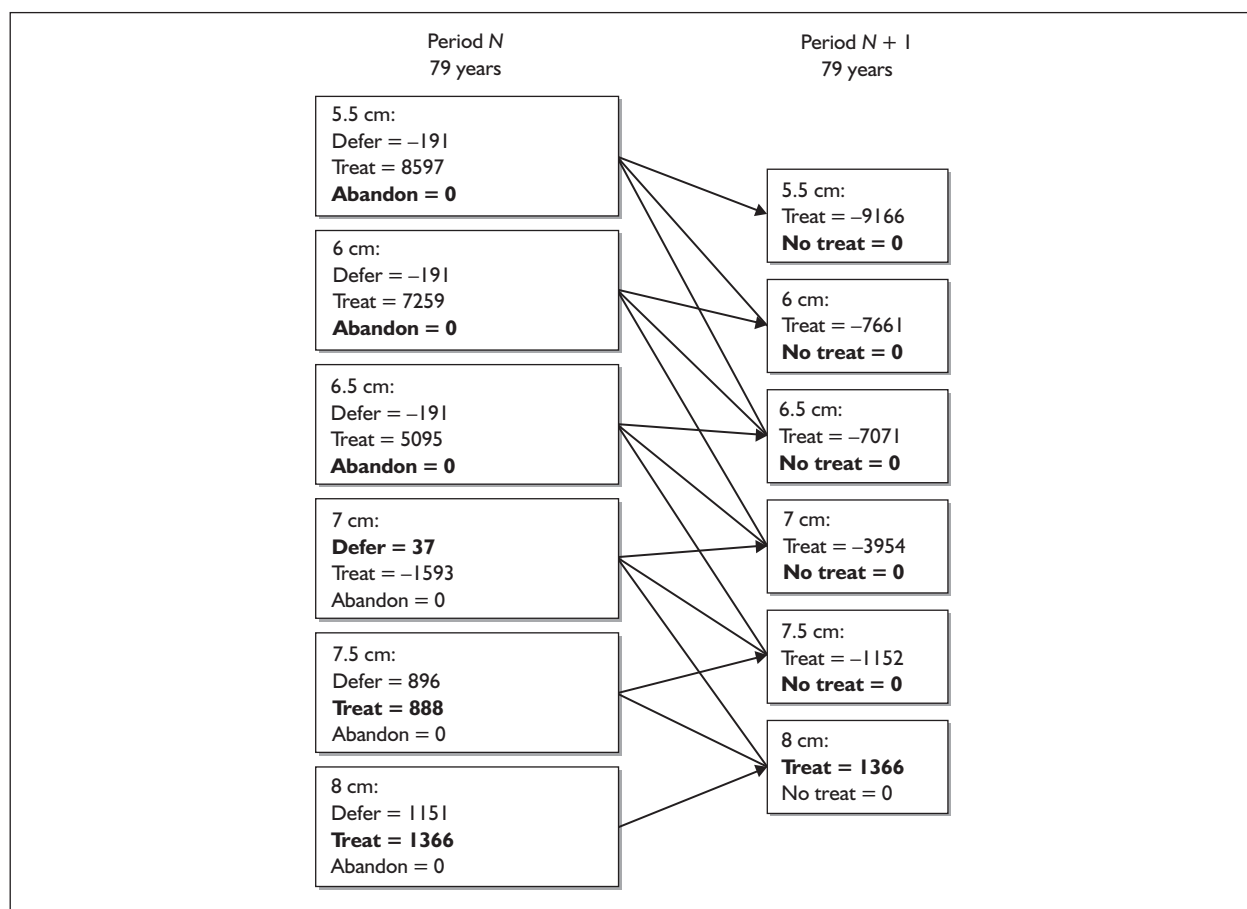 Period N
79 years
5.5 cm:
Defer = –191
Treat = 8597
Abandon = 0
6 cm:
Defer = –191
Treat = 7259
Abandon = 0
6.5 cm:
Defer = –191
Treat = 5095
Abandon = 0
7 cm:
Defer = 37
Treat = –1593
Abandon = 0
7.5 cm:
Defer = 896
Treat = 888
Abandon = 0
8 cm:
Defer = 1151
Treat = 1366
Abandon = 0
Period N + 1
79 years
5.5 cm:
Treat = –9166
No treat = 0
6 cm:
Treat = –7661
No treat = 0
6.5 cm:
Treat = –7071
No treat = 0
7 cm:
Treat = –3954
No treat = 0
7.5 cm:
Treat = –1152
No treat = 0
8 cm:
Treat = 1366
No treat = 0